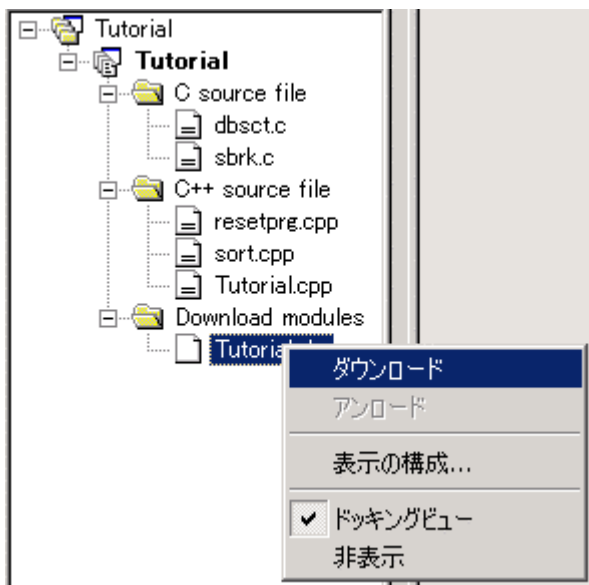 Tutorial
Tutorial
C source file
dbsct.c
sbrk.c
C++ source file
resetprg.cpp
sort.cpp
Tutorial.cpp
Download modules
ダウンロード
アンロード
表示の構成...
ドッキングビュー
非表示